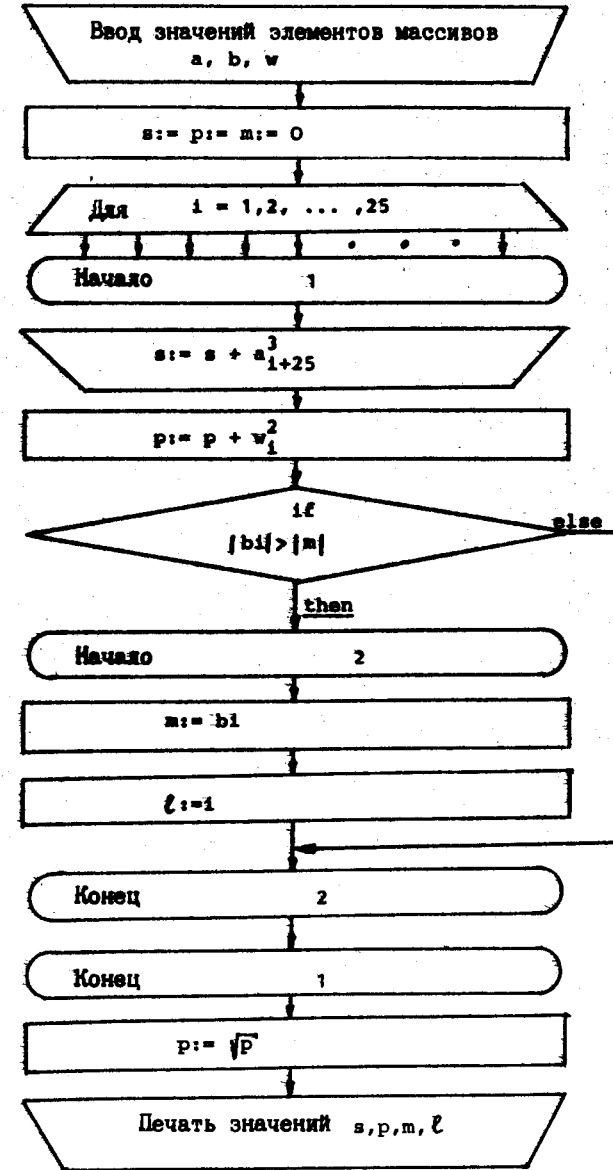 Ввод значений элементов массивов
a, b, w
s:= p:= m:= 0
Для i = 1,2, ... ,25
Начало 1
s:= s + a³ᵢ₊₂₅
p:= p + w²ᵢ
if
|bi|>|m|
else
then
Начало 2
m:= bi
ℓ:=i
Конец 2
Конец 1
p:= √p
Печать значений s,p,m,ℓ